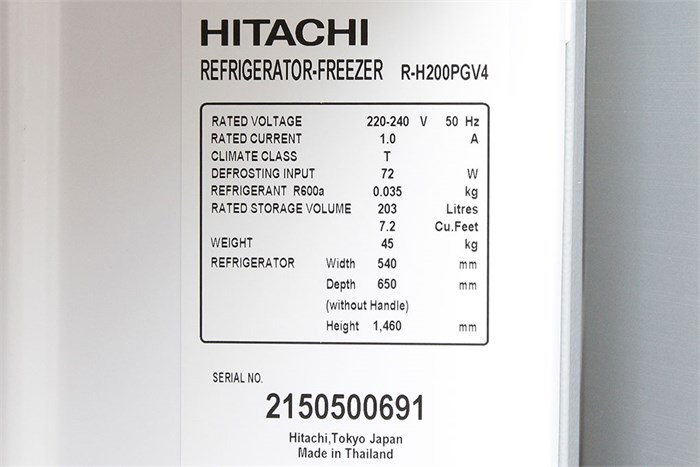 HITACHI
REFRIGERATOR-FREEZER R-H200PGV4
RATED VOLTAGE 220-240 V 50 Hz
RATED CURRENT 1.0 A
CLIMATE CLASS T
DEFROSTING INPUT 72 W
REFRIGERANT R600a 0.035 kg
RATED STORAGE VOLUME 203 Litres
7.2 Cu.Feet
WEIGHT 45 kg
REFRIGERATOR Width 540 mm
Depth 650 mm
(without Handle)
Height 1,460 mm
SERIAL NO.
2150500691
Hitachi,Tokyo Japan
Made in Thailand